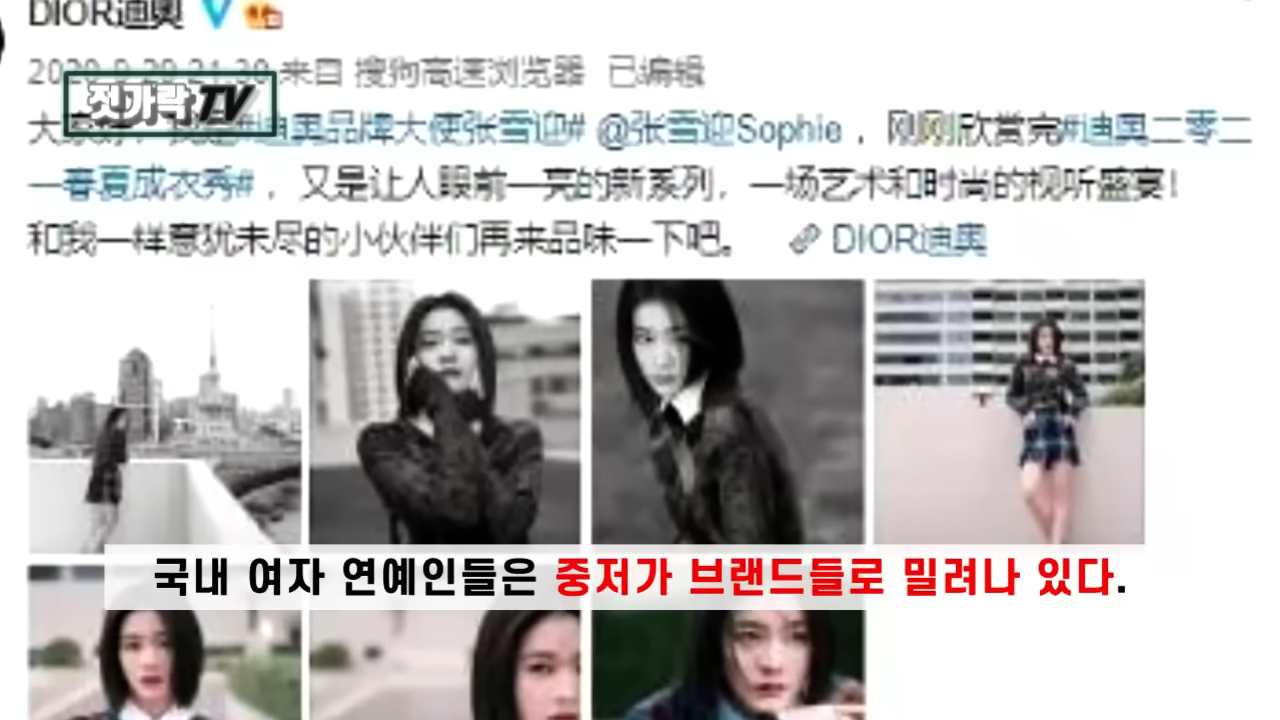 DIOR迪奥
2020-9-29 21:30 来自 搜狗高速浏览器 已编辑
젓가락TV
#迪奥品牌大使张雪迎# @张雪迎Sophie ，刚刚欣赏完#迪奥二零二
一春夏成衣秀# ，又是让人眼前一亮的新系列，一场艺术和时尚的视听盛宴！
和我一样意犹未尽的小伙伴们再来品味一下吧。 DIOR迪奥
국내 여자 연예인들은 중저가 브랜드들로 밀려나 있다.